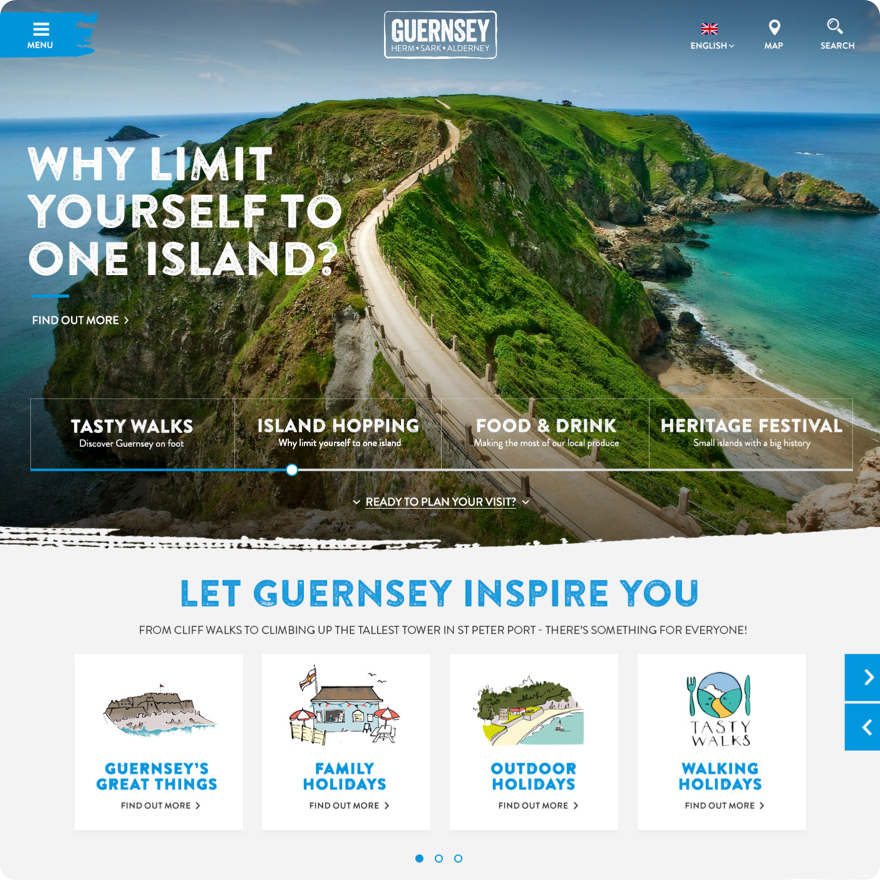 MENU
GUERNSEY
HERM • SARK • ALDERNEY
ENGLISH
MAP
SEARCH
WHY LIMIT
YOURSELF TO
ONE ISLAND?
FIND OUT MORE
TASTY WALKS
Discover Guernsey on foot
ISLAND HOPPING
Why limit yourself to one island
FOOD & DRINK
Making the most of our local produce
HERITAGE FESTIVAL
Small islands with a big history
READY TO PLAN YOUR VISIT?
LET GUERNSEY INSPIRE YOU
FROM CLIFF WALKS TO CLIMBING UP THE TALLEST TOWER IN ST PETER PORT - THERE'S SOMETHING FOR EVERYONE!
GUERNSEY'S
GREAT THINGS
FIND OUT MORE
FAMILY
HOLIDAYS
FIND OUT MORE
OUTDOOR
HOLIDAYS
FIND OUT MORE
TASTY
WALKS
WALKING
HOLIDAYS
FIND OUT MORE